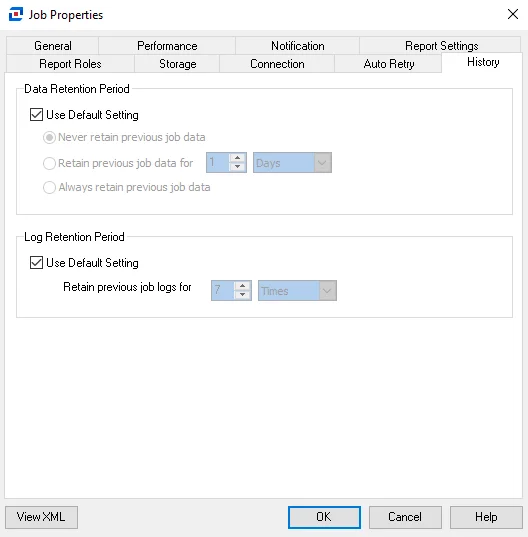 Job Properties
General Performance Notification Report Settings
Report Roles Storage Connection Auto Retry History
Data Retention Period
Use Default Setting
Never retain previous job data
Retain previous job data for 1 Days
Always retain previous job data
Log Retention Period
Use Default Setting
Retain previous job logs for 7 Times
View XML OK Cancel Help